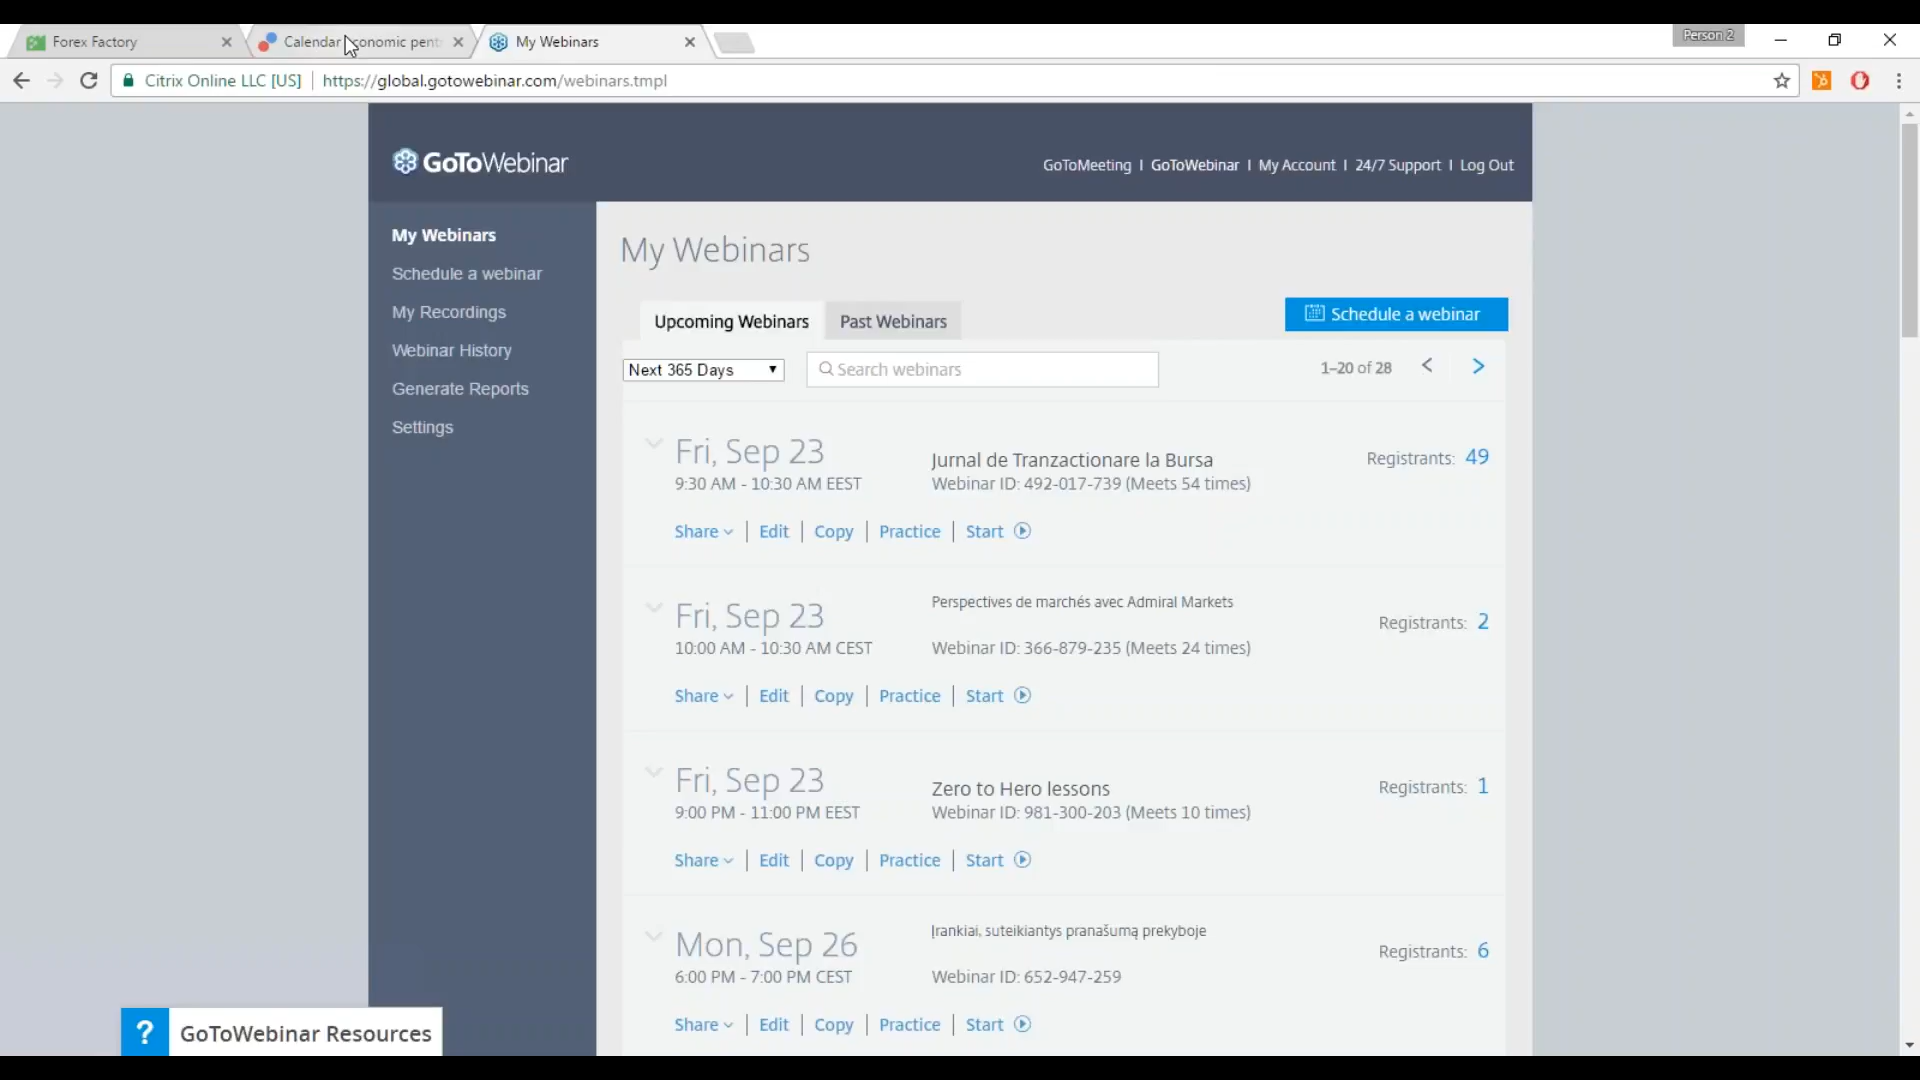 Forex Factory
Calendar conomic pent
My Webinars
Person 2
Citrix Online LLC [US] https://global.gotowebinar.com/webinars.tmpl
GoToWebinar
GoToMeeting | GoToWebinar | My Account | 24/7 Support | Log Out
My Webinars
Schedule a webinar
My Recordings
Webinar History
Generate Reports
Settings
My Webinars
Upcoming Webinars
Past Webinars
Schedule a webinar
Next 365 Days
Search webinars
1–20 of 28
Fri, Sep 23
9:30 AM - 10:30 AM EEST
Jurnal de Tranzactionare la Bursa
Webinar ID: 492-017-739 (Meets 54 times)
Registrants: 49
Share | Edit | Copy | Practice | Start
Fri, Sep 23
10:00 AM - 10:30 AM CEST
Perspectives de marchés avec Admiral Markets
Webinar ID: 366-879-235 (Meets 24 times)
Registrants: 2
Share | Edit | Copy | Practice | Start
Fri, Sep 23
9:00 PM - 11:00 PM EEST
Zero to Hero lessons
Webinar ID: 981-300-203 (Meets 10 times)
Registrants: 1
Share | Edit | Copy | Practice | Start
Mon, Sep 26
6:00 PM - 7:00 PM CEST
Įrankiai, suteikiantys pranašumą prekyboje
Webinar ID: 652-947-259
Registrants: 6
Share | Edit | Copy | Practice | Start
? GoToWebinar Resources